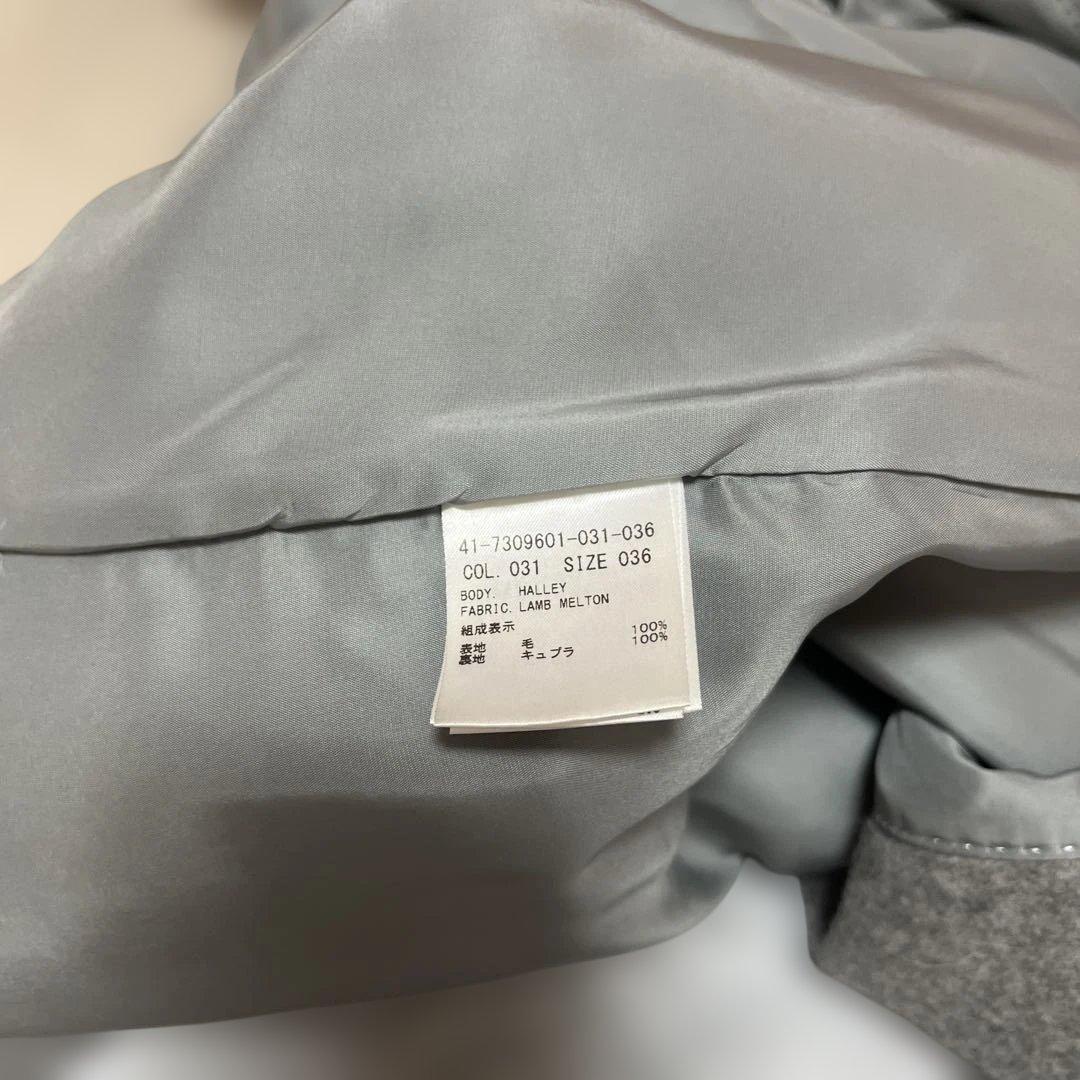 41-7309601-031-036
COL. 031 SIZE 036
BODY. HALLEY
FABRIC. LAMB MELTON
組成表示
表地 毛 100%
裏地 キュプラ 100%